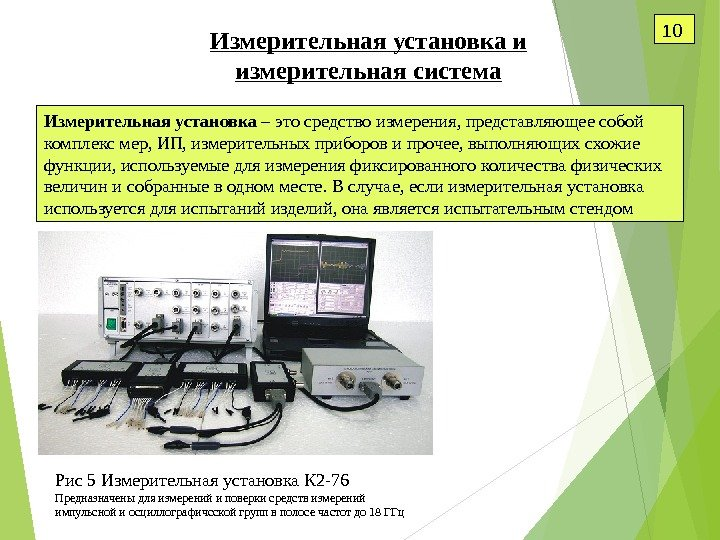 10
Измерительная установка и
измерительная система
Измерительная установка – это средство измерения, представляющее собой
комплекс мер, ИП, измерительных приборов и прочее, выполняющих схожие
функции, используемые для измерения фиксированного количества физических
величин и собранные в одном месте. В случае, если измерительная установка
используется для испытаний изделий, она является испытательным стендом
Рис 5 Измерительная установка К2-76
Предназначены для измерений и поверки средств измерений
импульсной и осциллографической групп в полосе частот до 18 ГГц